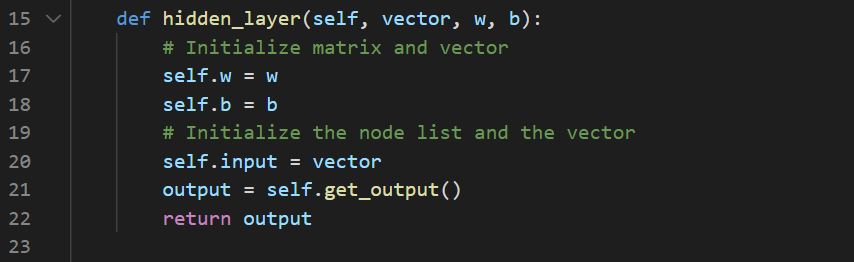 15 def hidden_layer(self, vector, w, b):
16 # Initialize matrix and vector
17 self.w = w
18 self.b = b
19 # Initialize the node list and the vector
20 self.input = vector
21 output = self.get_output()
22 return output
23